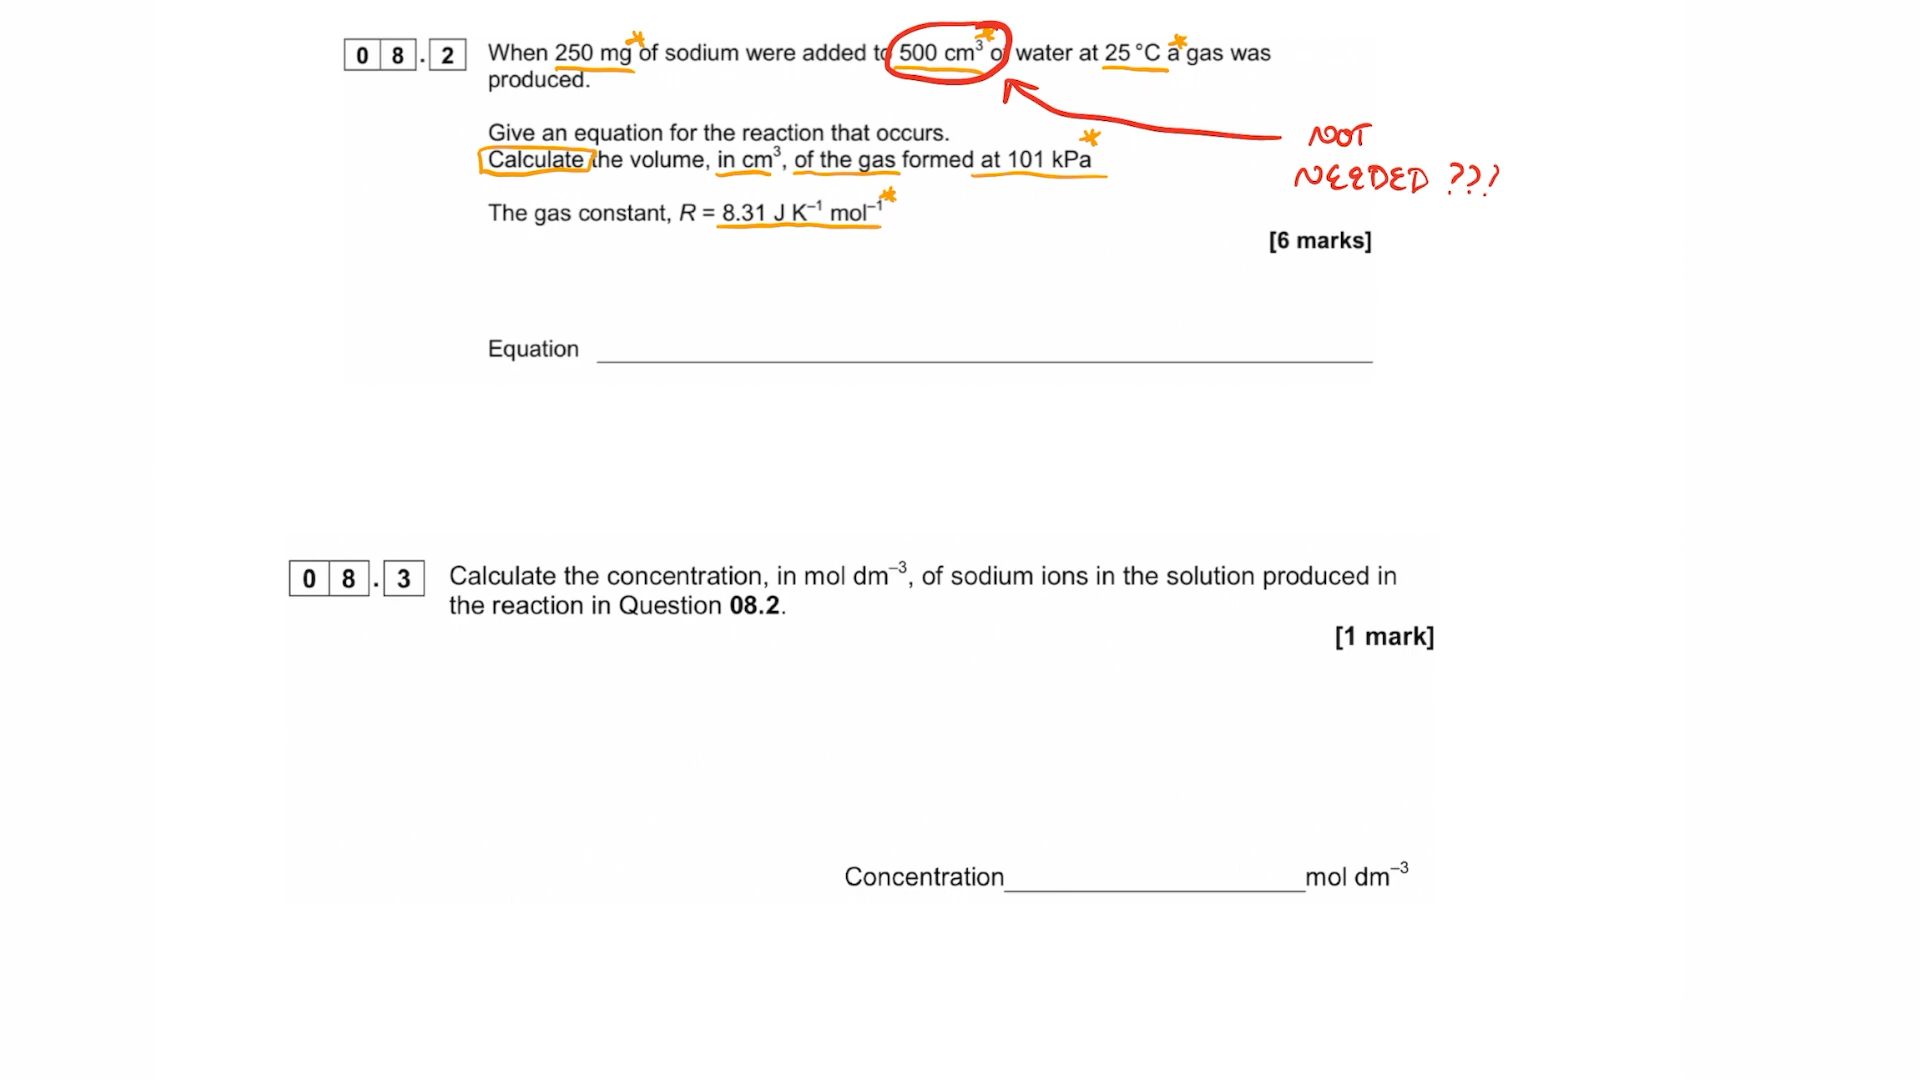 08.2 When 250 mg of sodium were added to 500 cm³ of water at 25 °C a gas was
produced.
Give an equation for the reaction that occurs.
Calculate the volume, in cm³, of the gas formed at 101 kPa
NOT
NEEDED ???
The gas constant, R = 8.31 J K⁻¹ mol⁻¹
[6 marks]
Equation
08.3 Calculate the concentration, in mol dm⁻³, of sodium ions in the solution produced in
the reaction in Question 08.2.
[1 mark]
Concentration mol dm⁻³